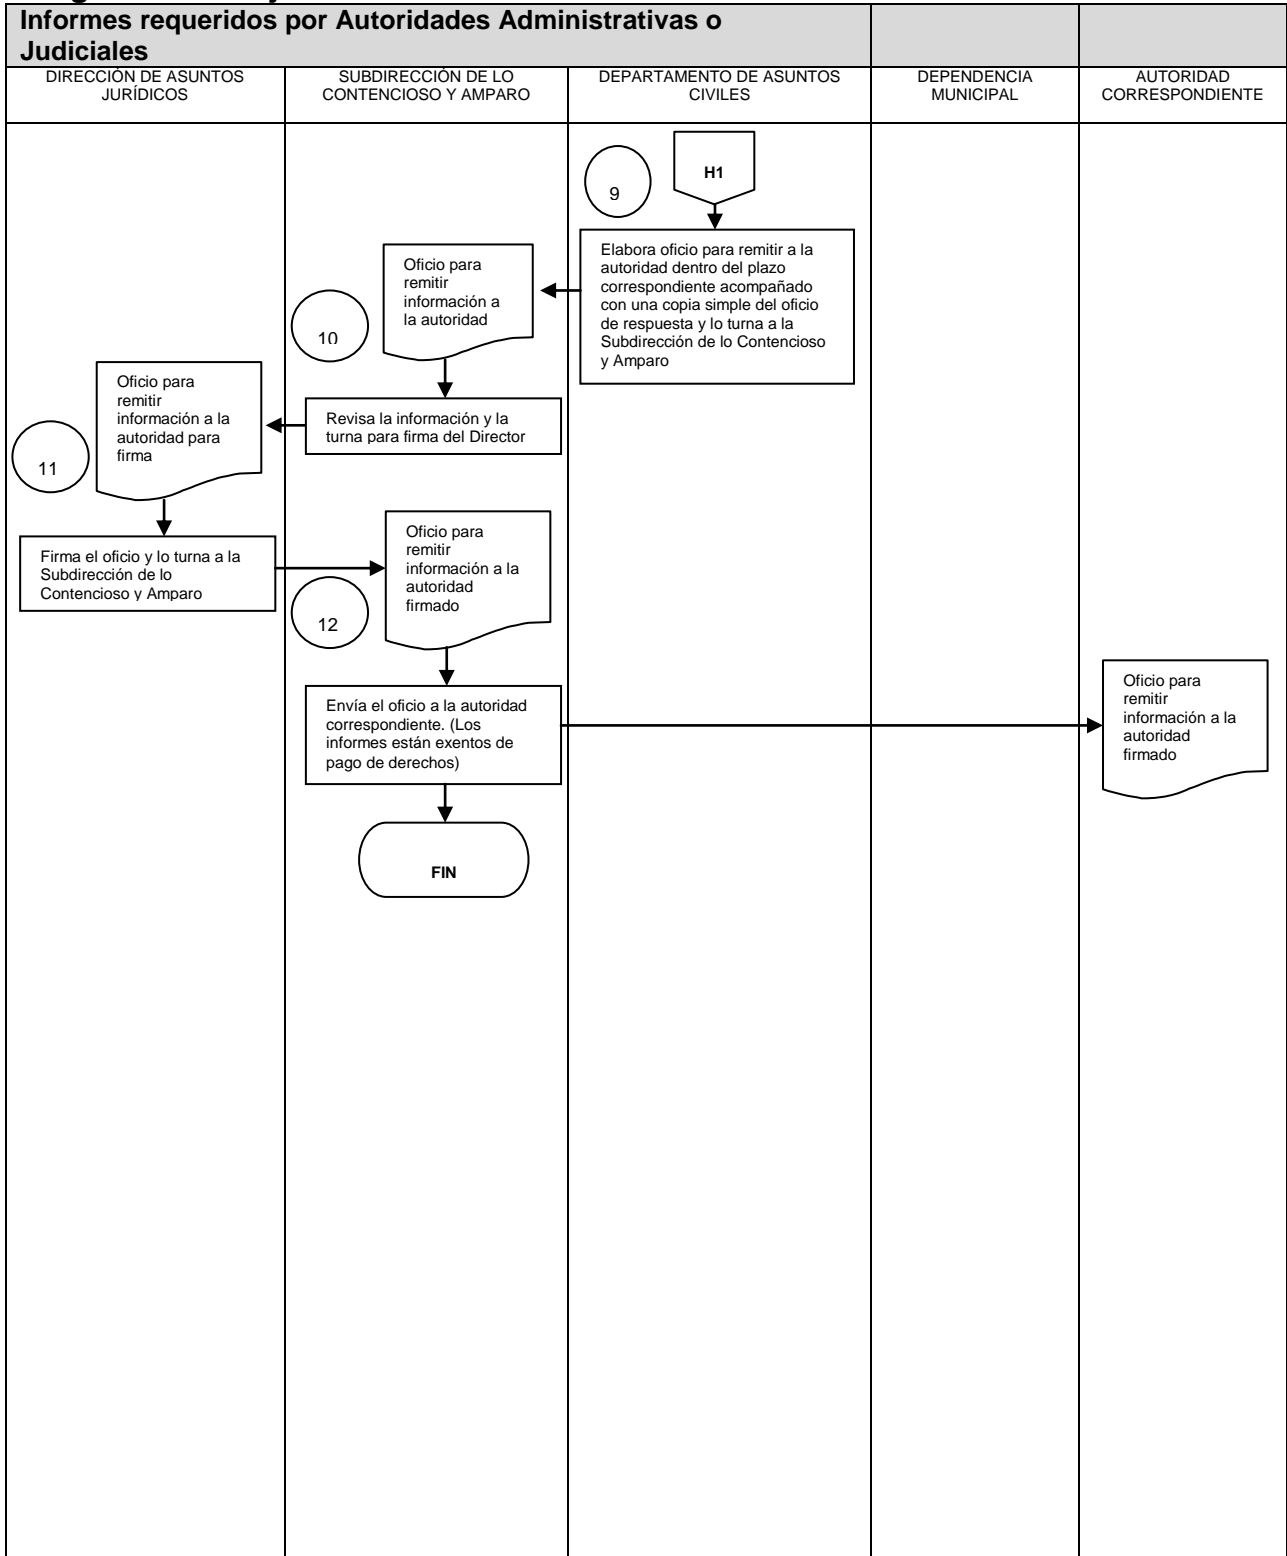 Informes requeridos por Autoridades Administrativas o
Judiciales
DIRECCIÓN DE ASUNTOS
JURÍDICOS
SUBDIRECCIÓN DE LO
CONTENCIOSO Y AMPARO
DEPARTAMENTO DE ASUNTOS
CIVILES
DEPENDENCIA
MUNICIPAL
AUTORIDAD
CORRESPONDIENTE
H1
9
Elabora oficio para remitir a la
autoridad dentro del plazo
correspondiente acompañado
con una copia simple del oficio
de respuesta y lo turna a la
Subdirección de lo Contencioso
y Amparo
Oficio para
remitir
información a
la autoridad
10
Revisa la información y la
turna para firma del Director
Oficio para
remitir
información a la
autoridad para
firma
11
Firma el oficio y lo turna a la
Subdirección de lo
Contencioso y Amparo
Oficio para
remitir
información a la
autoridad
firmado
12
Envía el oficio a la autoridad
correspondiente. (Los
informes están exentos de
pago de derechos)
Oficio para
remitir
información a la
autoridad
firmado
FIN